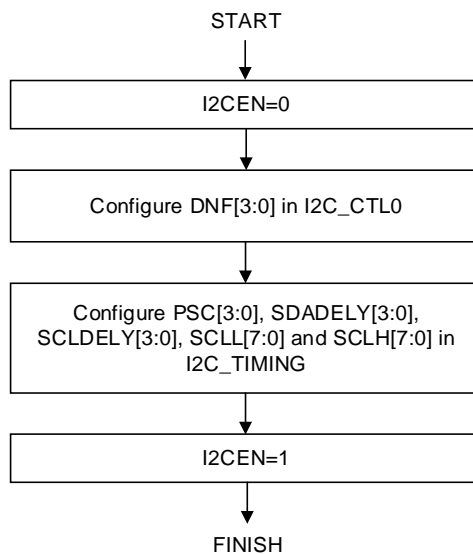 START
I2CEN=0
Configure DNF[3:0] in I2C_CTL0
Configure PSC[3:0], SDADELY[3:0],
SCLDELY[3:0], SCLL[7:0] and SCLH[7:0] in
I2C_TIMING
I2CEN=1
FINISH